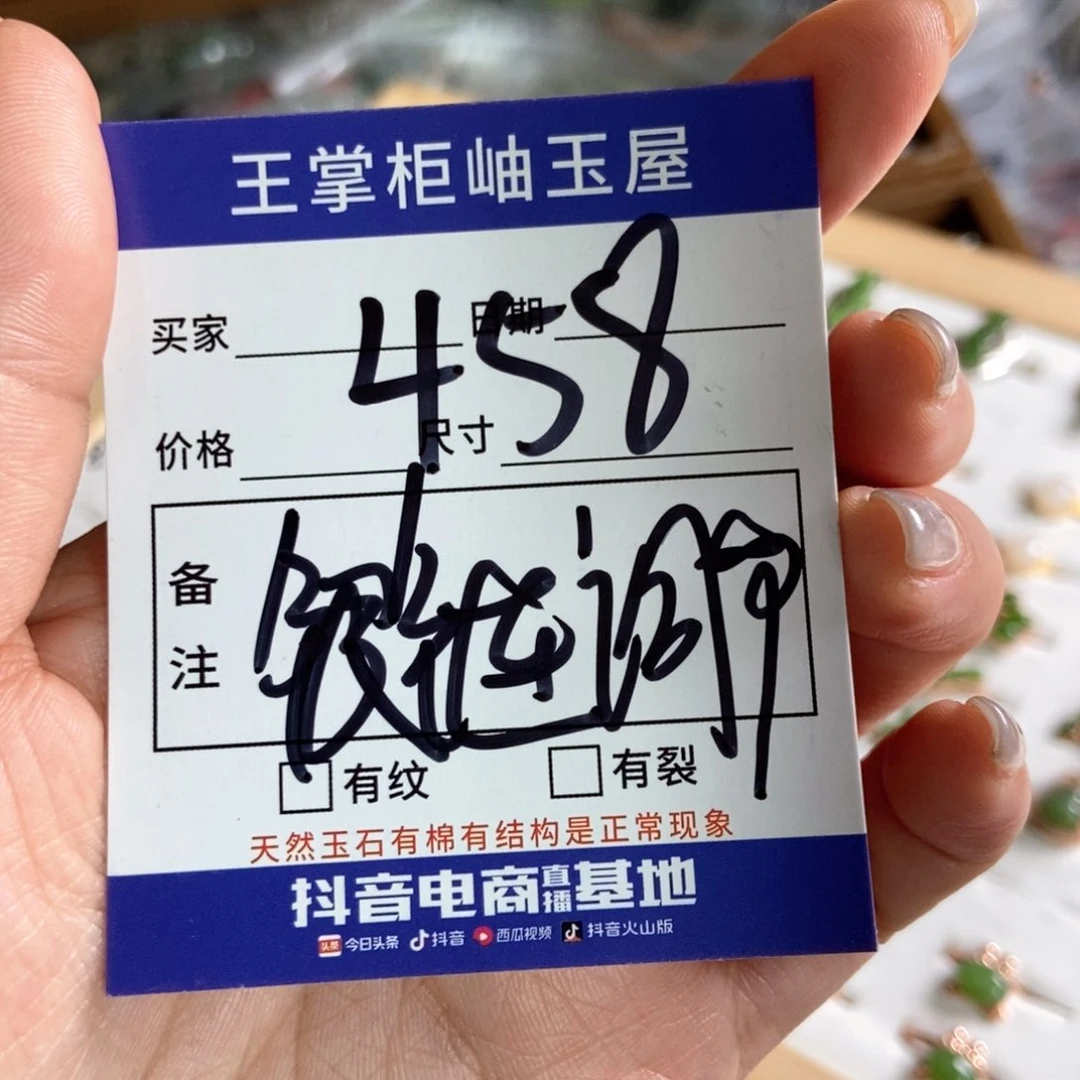 王掌柜岫玉屋
买家 日期
458
价格 尺寸
备注
有纹 有裂
天然玉石有棉有结构是正常现象
抖音电商直播基地
头条 今日头条 抖音 西瓜视频 抖音火山版